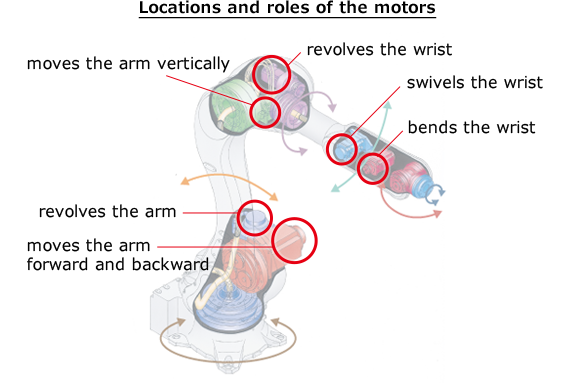 Locations and roles of the motors
revolves the wrist
moves the arm vertically
swivels the wrist
bends the wrist
revolves the arm
moves the arm
forward and backward